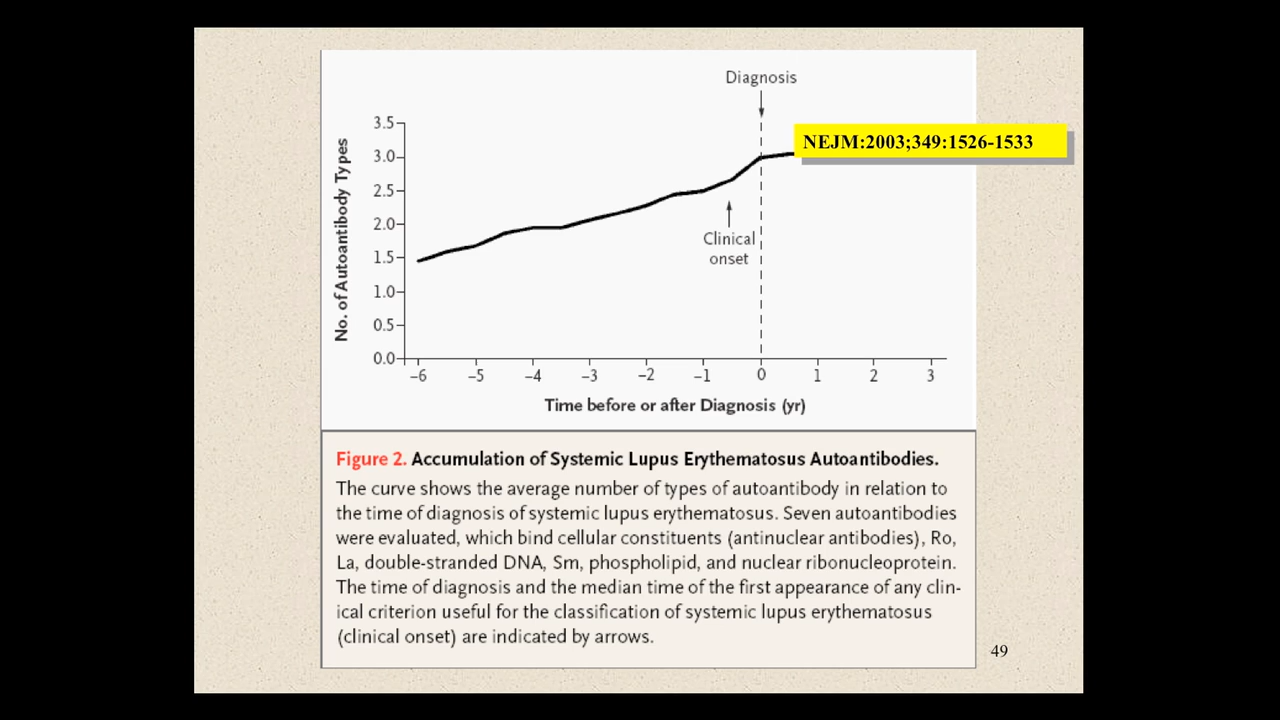 Diagnosis
NEJM:2003;349:1526-1533
3.5
3.0
2.5
2.0
1.5
1.0
0.5
0.0
No. of Autoantibody Types
Clinical
onset
–6 –5 –4 –3 –2 –1 0 1 2 3
Time before or after Diagnosis (yr)
Figure 2. Accumulation of Systemic Lupus Erythematosus Autoantibodies.
The curve shows the average number of types of autoantibody in relation to
the time of diagnosis of systemic lupus erythematosus. Seven autoantibodies
were evaluated, which bind cellular constituents (antinuclear antibodies), Ro,
La, double-stranded DNA, Sm, phospholipid, and nuclear ribonucleoprotein.
The time of diagnosis and the median time of the first appearance of any clin-
ical criterion useful for the classification of systemic lupus erythematosus
(clinical onset) are indicated by arrows.
49